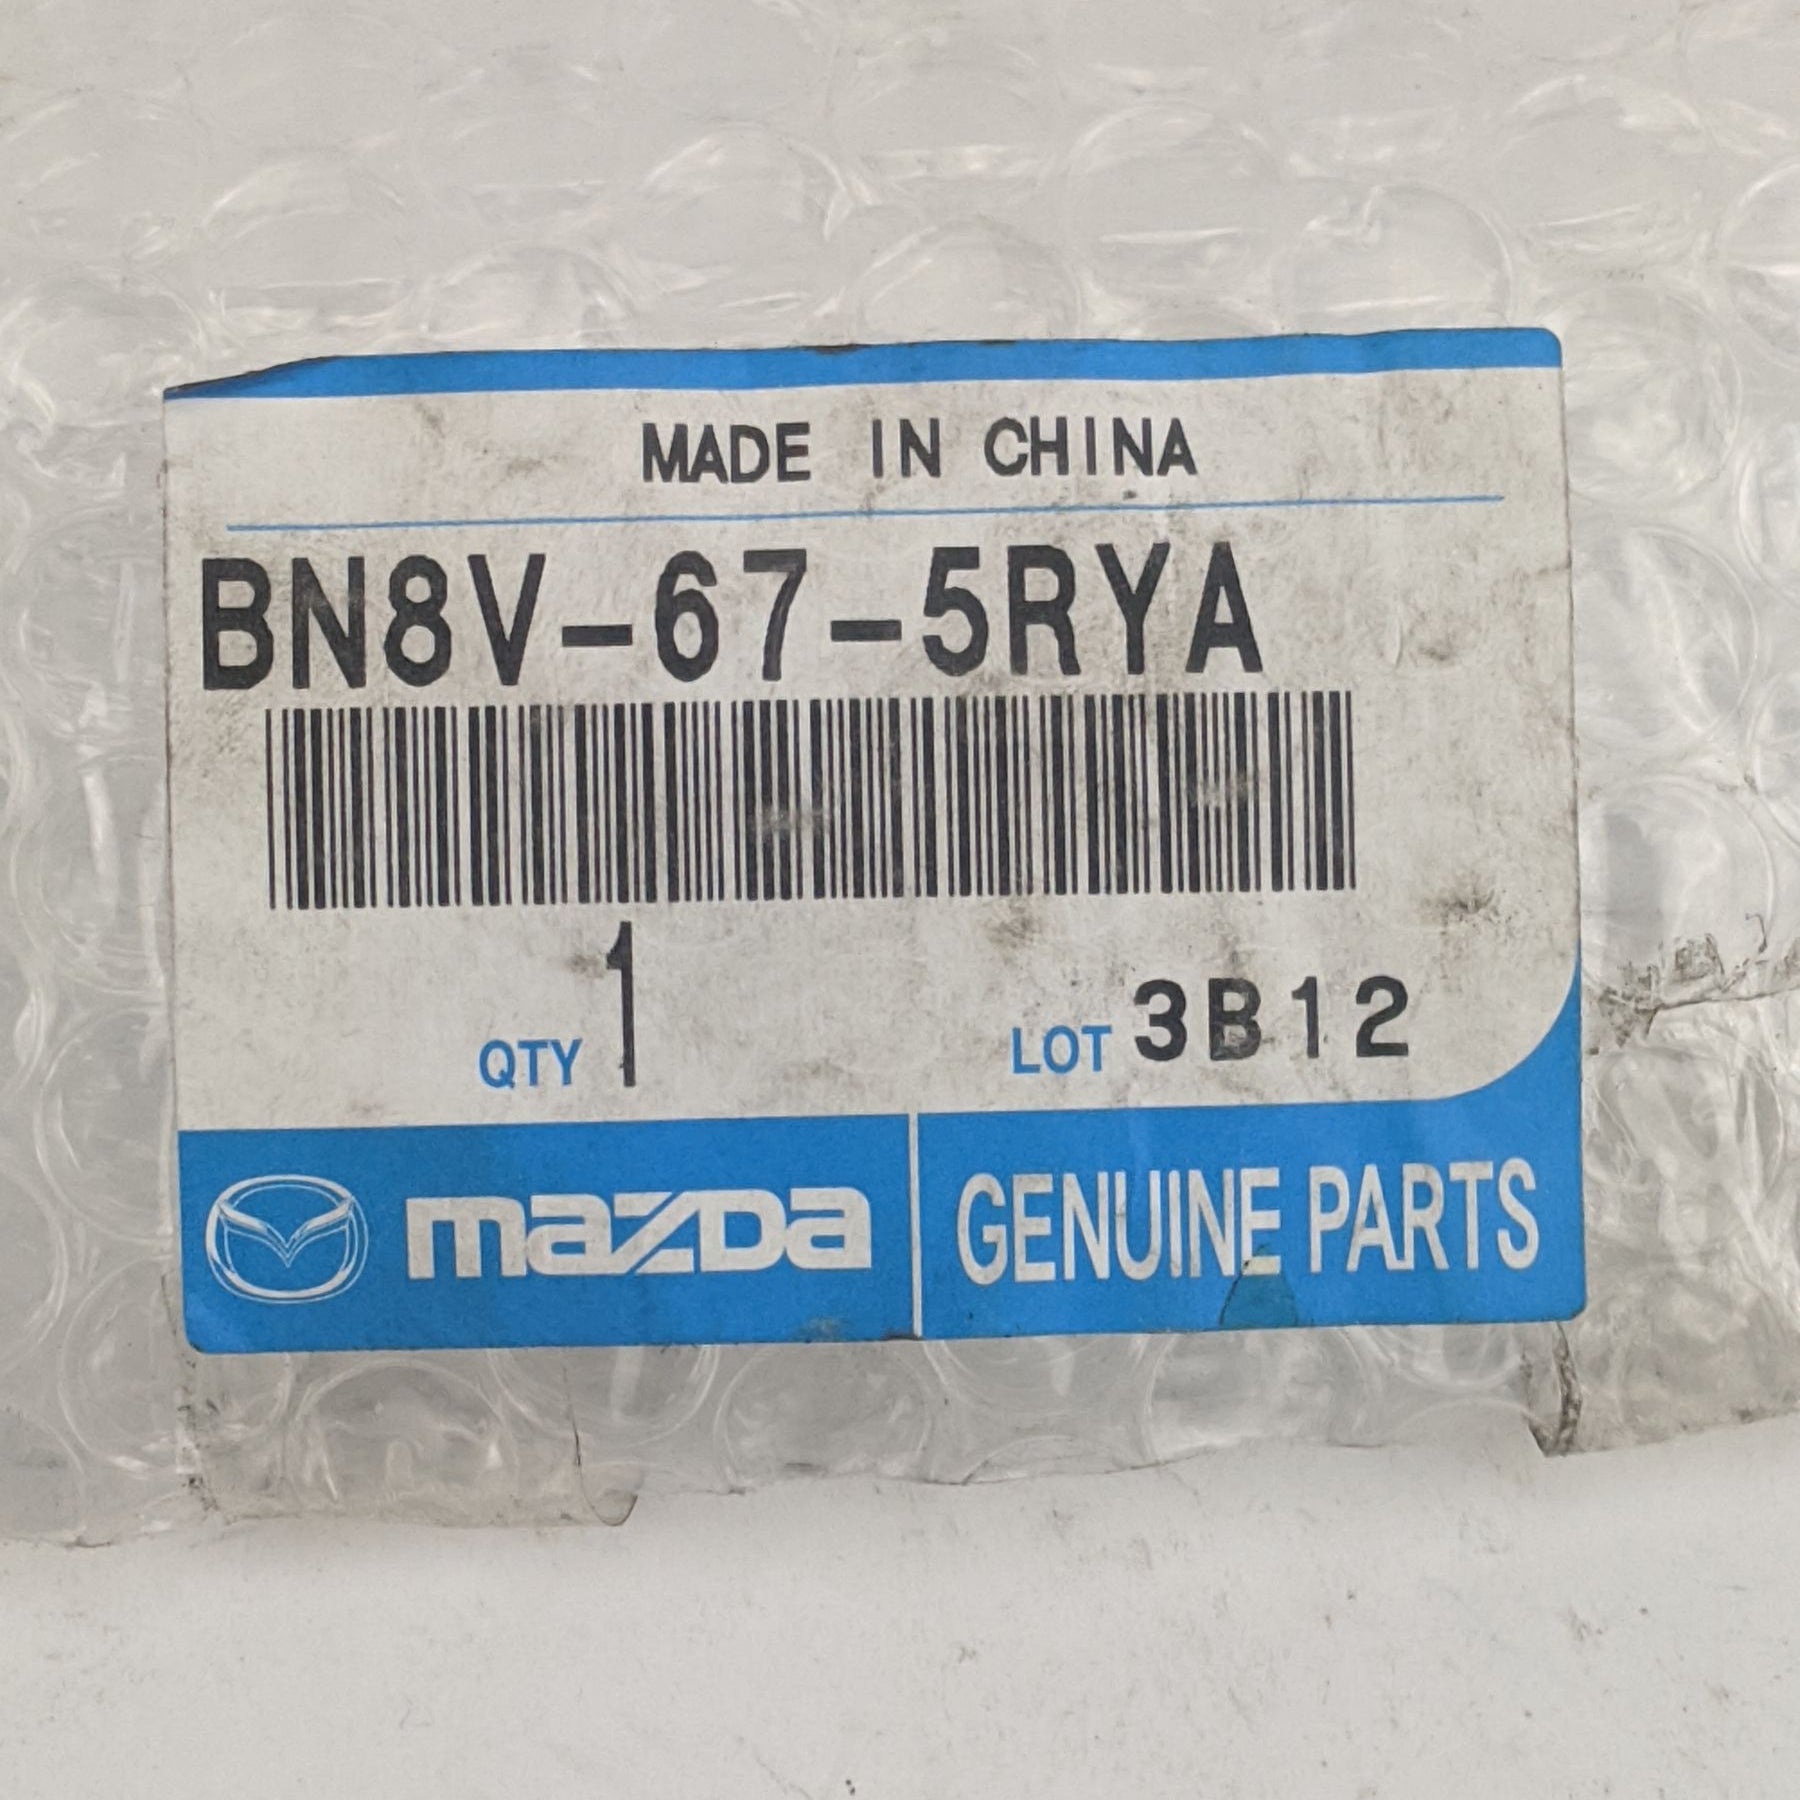 MADE IN CHINA
BN8V-67-5RYA
QTY 1 LOT 3B12
mazda GENUINE PARTS